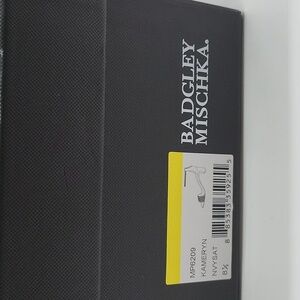 BADGLEY
MISCHKA.
MP6209
KAMERYN
NVYSAT
8½